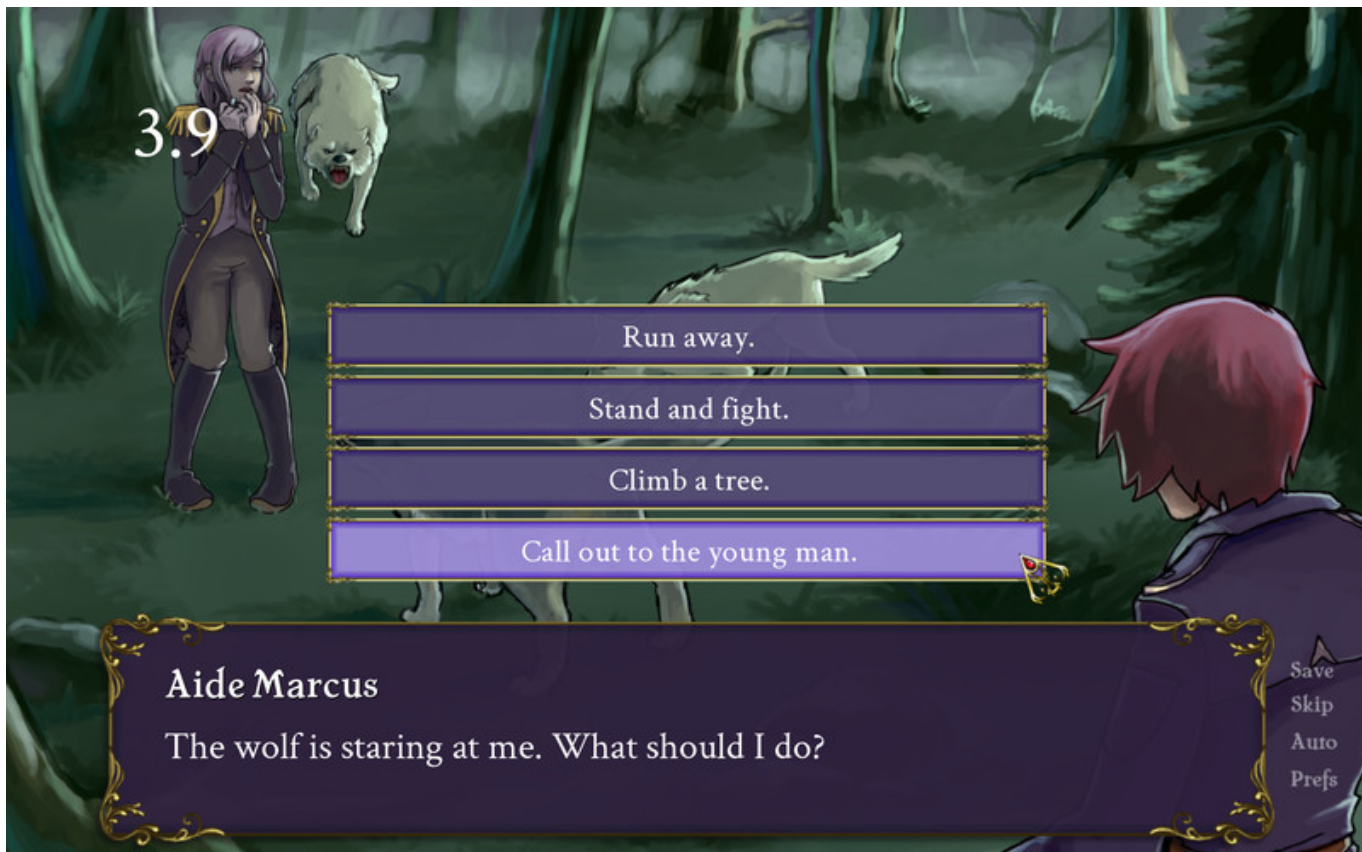 3.9
Run away.
Stand and fight.
Climb a tree.
Call out to the young man.
Aide Marcus
The wolf is staring at me. What should I do?
Save
Skip
Auto
Prefs